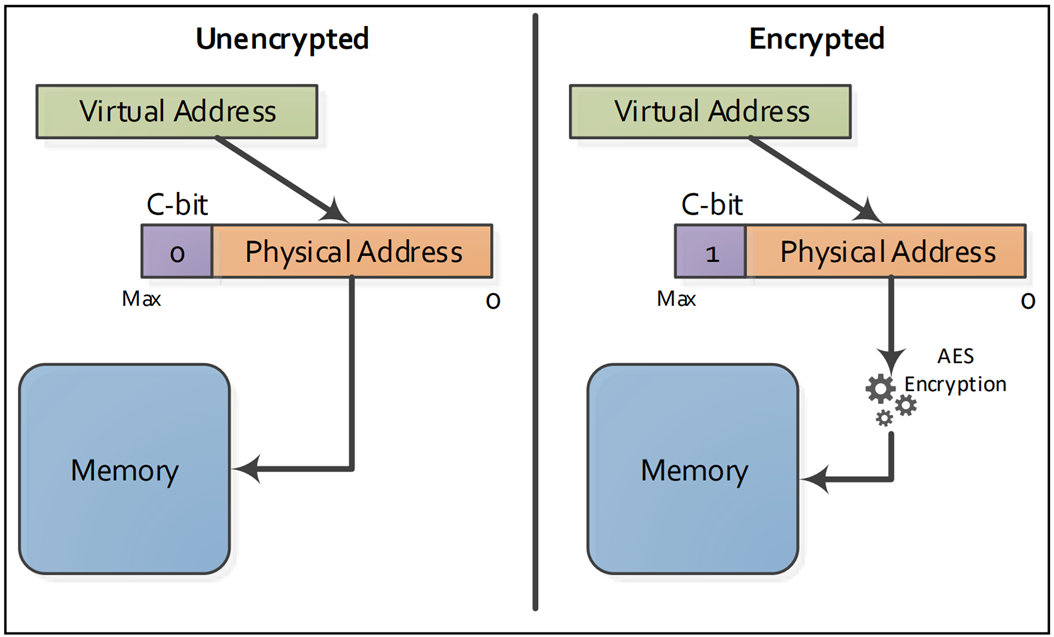 Unencrypted
Virtual Address
C-bit
0 Physical Address
Max 0
Memory
Encrypted
Virtual Address
C-bit
1 Physical Address
Max 0
AES
Encryption
Memory